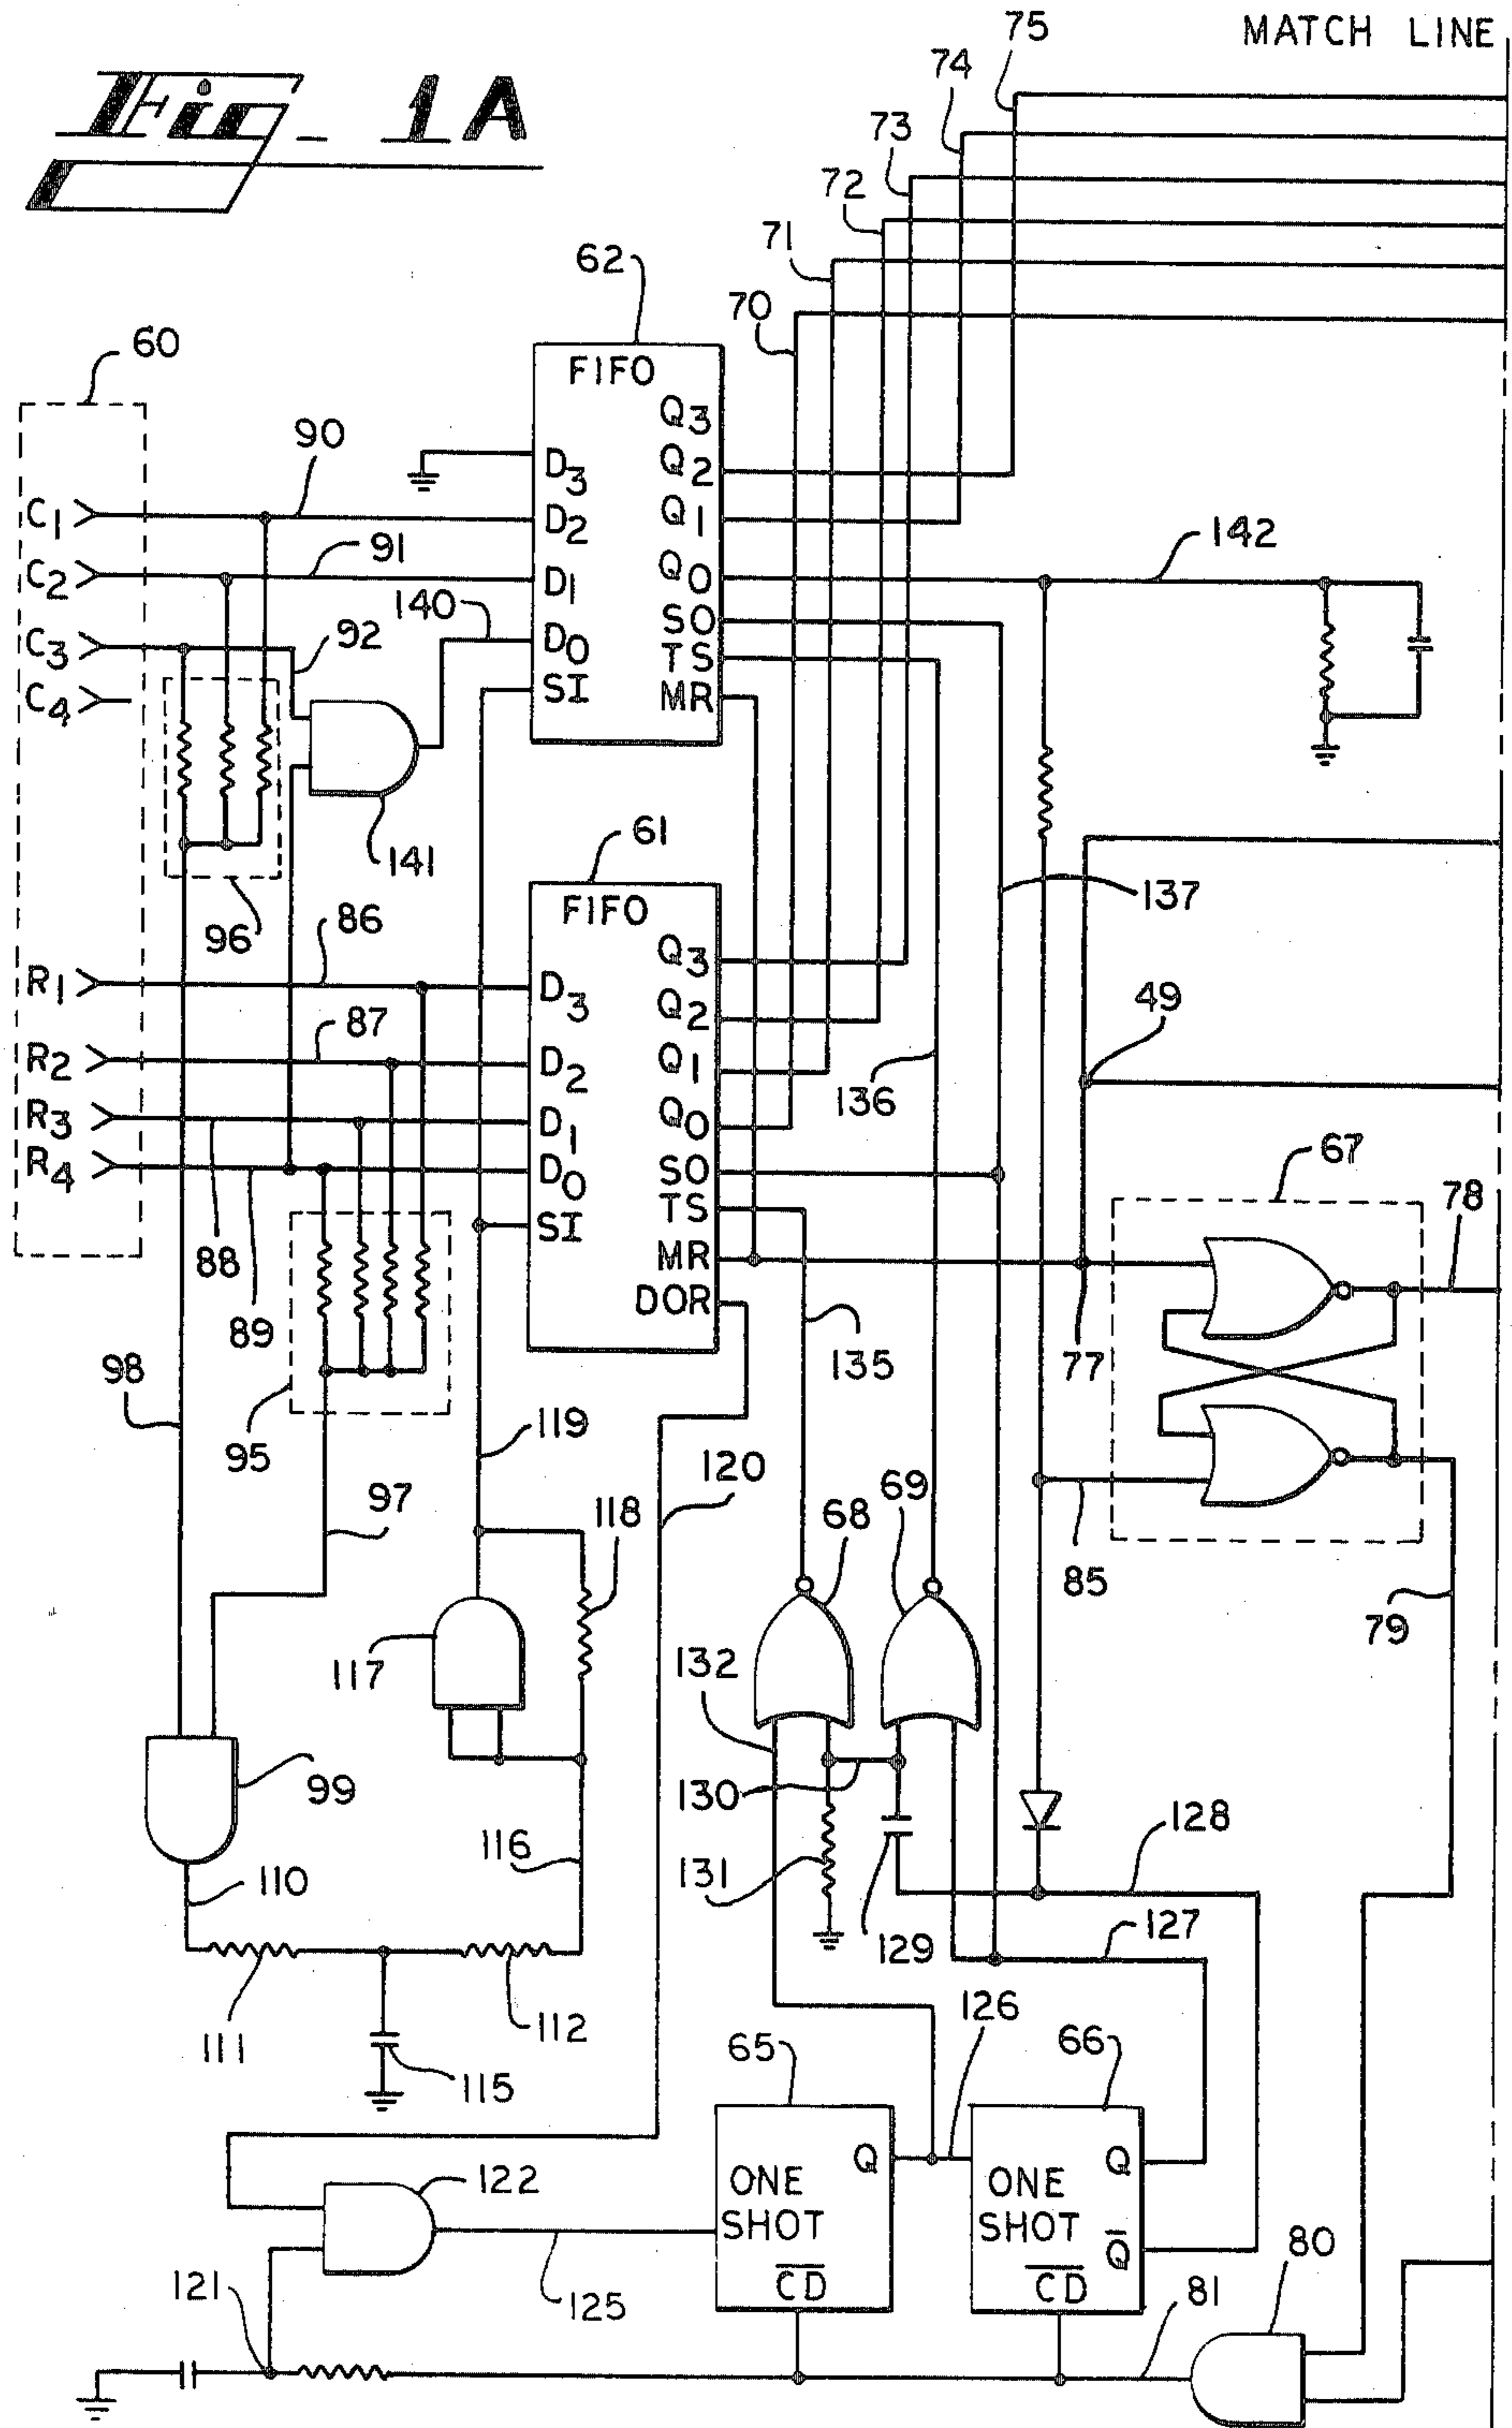 MATCH LINE
Fig_ 1A
75
74
73
72
71
70
62
60
FIFO
Q3
D3
Q2
90
C1
D2
Q1
91
C2
D1
Q0
142
140
SO
C3
92
D0
TS
C4
SI
MR
141
61
96
FIFO
137
86
Q3
R1
D3
49
87
Q2
R2
D2
Q1
136
R3
D1
Q0
67
R4
D0
SO
78
TS
SI
88
MR
DOR
89
135
77
98
119
95
120
97
118
68
69
85
79
132
117
99
130
128
116
110
131
129
127
126
111
112
65
66
115
122
Q
Q
ONE
SHOT
ONE
SHOT
Q̅
80
C̅D̅
C̅D̅
121
125
81